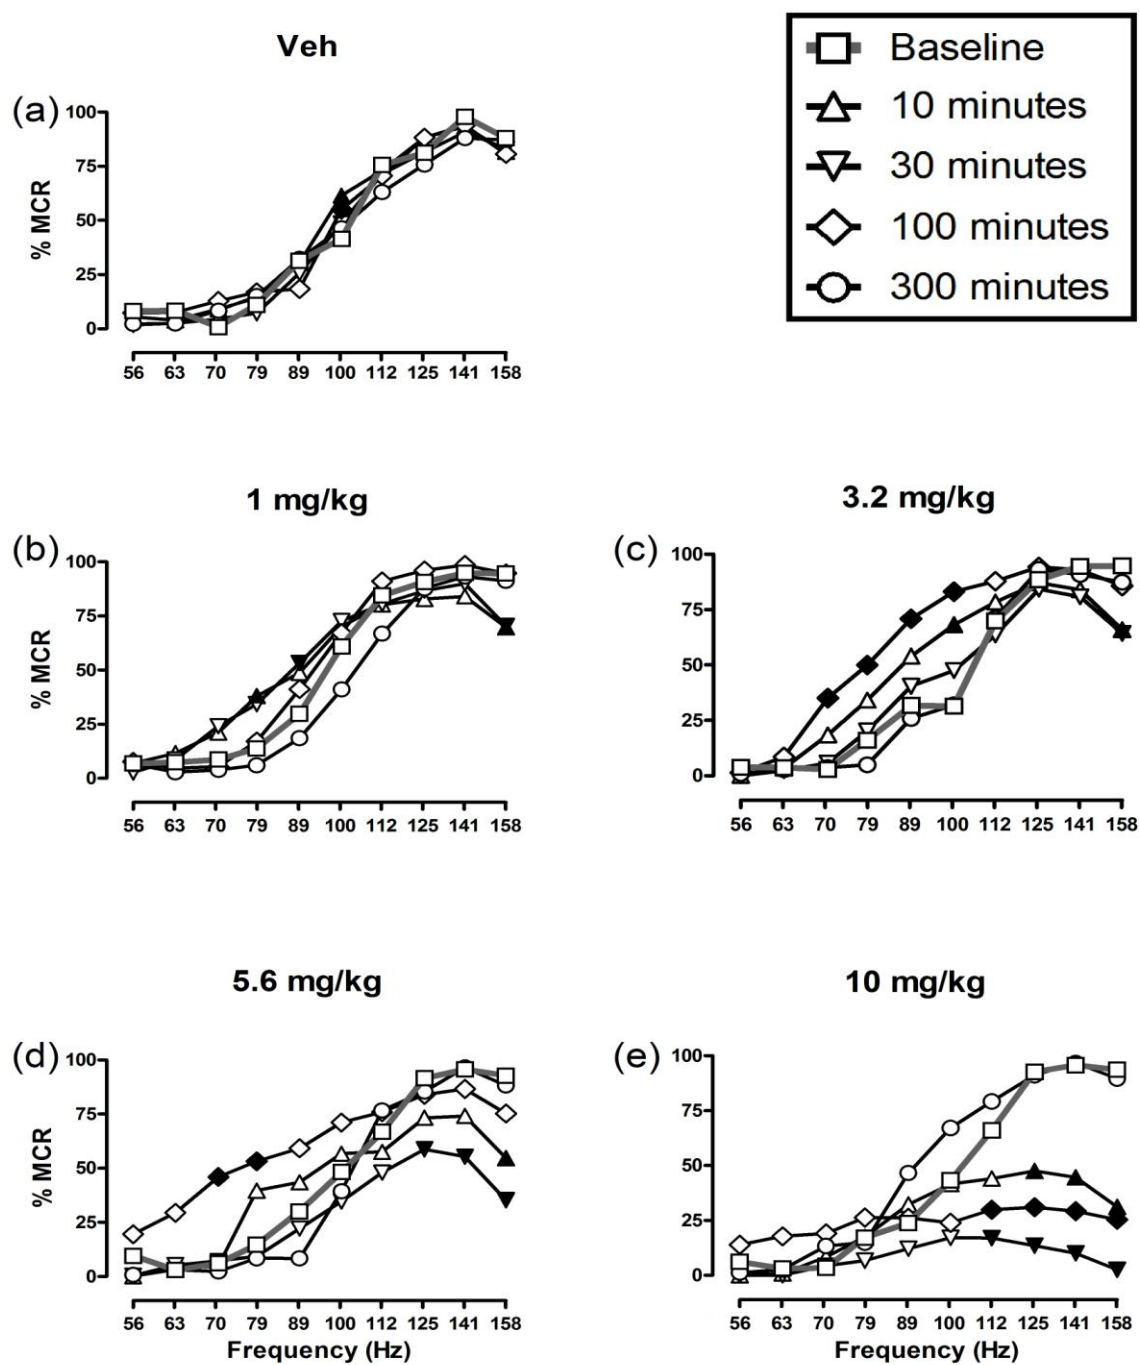 Veh
Baseline
10 minutes
30 minutes
100 minutes
300 minutes
(a)
% MCR
100
75
50
25
0
56 63 70 79 89 100 112 125 141 158
1 mg/kg
(b)
% MCR
100
75
50
25
0
56 63 70 79 89 100 112 125 141 158
3.2 mg/kg
(c)
100
75
50
25
0
56 63 70 79 89 100 112 125 141 158
5.6 mg/kg
(d)
% MCR
100
75
50
25
0
56 63 70 79 89 100 112 125 141 158
Frequency (Hz)
10 mg/kg
(e)
100
75
50
25
0
56 63 70 79 89 100 112 125 141 158
Frequency (Hz)